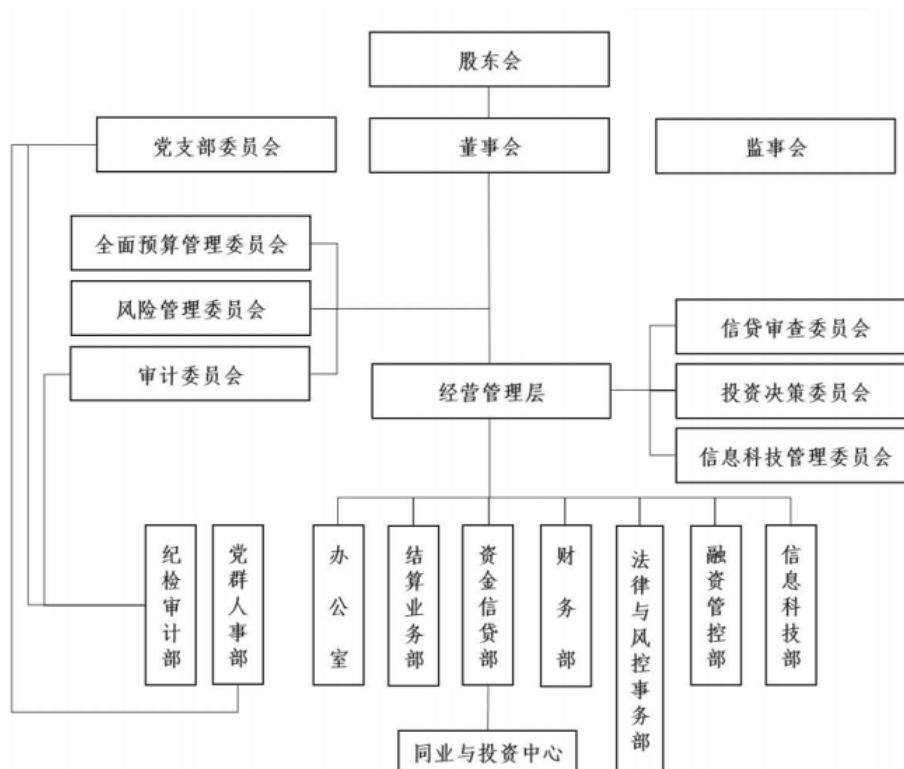 股东会
党支部委员会
董事会
监事会
全面预算管理委员会
风险管理委员会
审计委员会
经营管理层
信贷审查委员会
投资决策委员会
信息科技管理委员会
纪检审计部
党群人事部
办公室
结算业务部
资金信贷部
财务部
法律与风控事务部
融资管控部
信息科技部
同业与投资中心